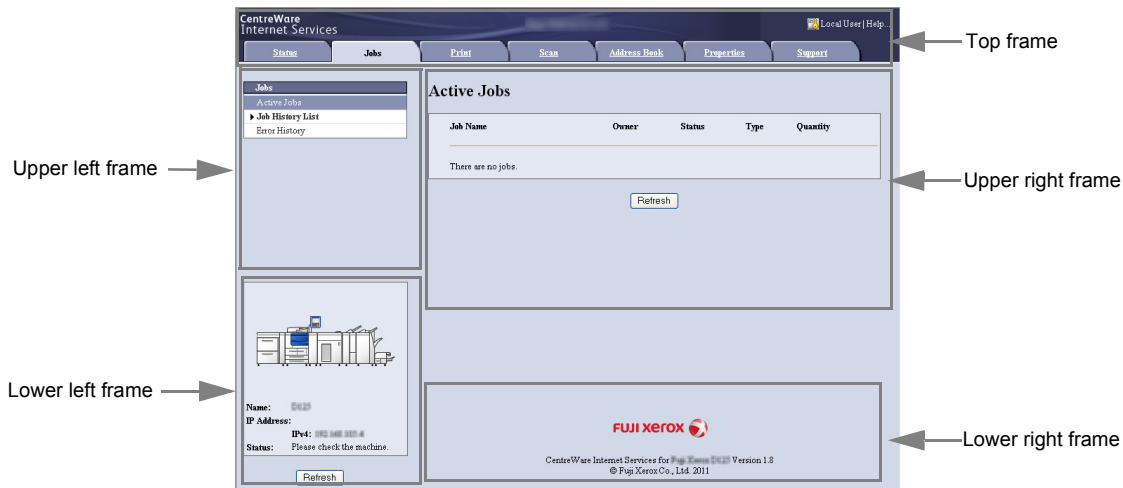 CentreWare
Internet Services
Local User | Help...
Status Jobs Print Scan Address Book Properties Support
Top frame
Jobs
Active Jobs
Job History List
Error History
Upper left frame
Active Jobs
Job Name Owner Status Type Quantity
There are no jobs.
Refresh
Upper right frame
Lower left frame
Name:
IP Address:
IPv4:
Status: Please check the machine.
Refresh
FUJI XEROX
CentreWare Internet Services for Version 1.8
© Fuji Xerox Co., Ltd. 2011
Lower right frame